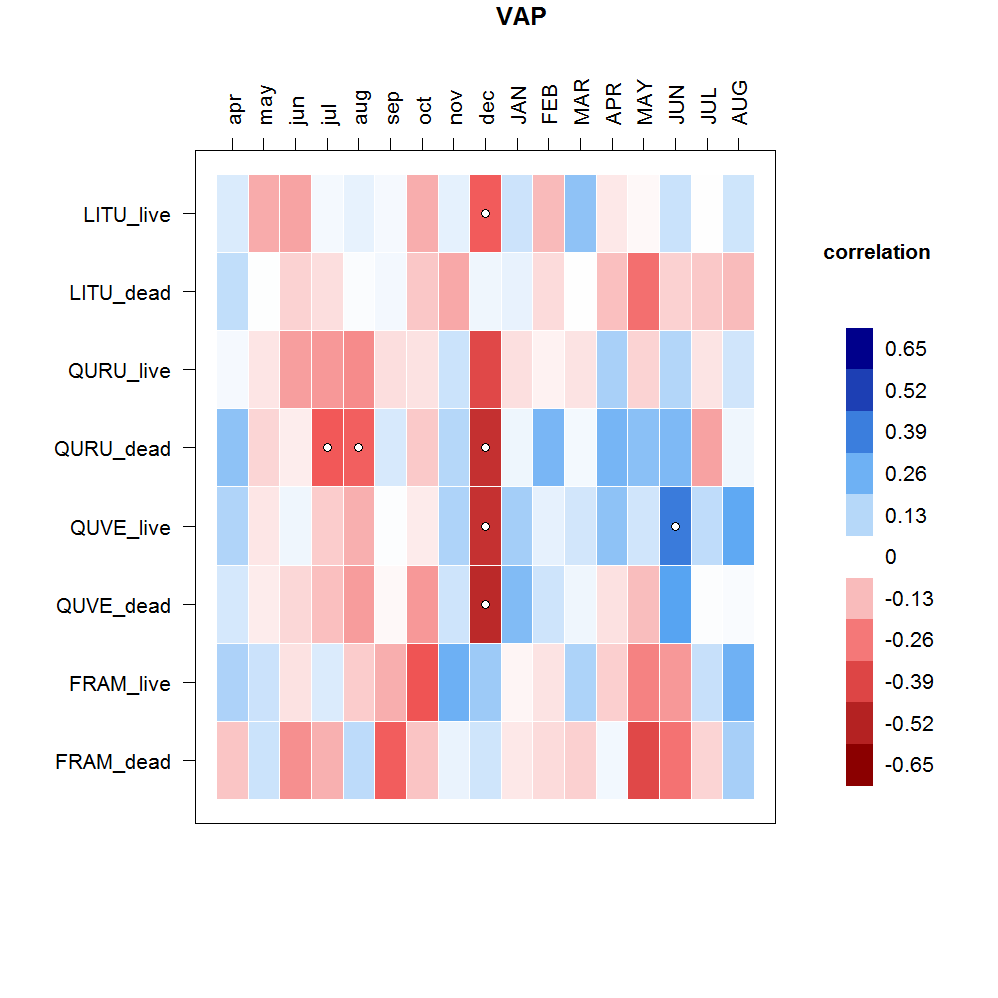 VAP
apr may jun jul aug sep oct nov dec JAN FEB MAR APR MAY JUN JUL AUG
LITU_live
LITU_dead
QURU_live
QURU_dead
QUVE_live
QUVE_dead
FRAM_live
FRAM_dead
correlation
0.65
0.52
0.39
0.26
0.13
0
-0.13
-0.26
-0.39
-0.52
-0.65